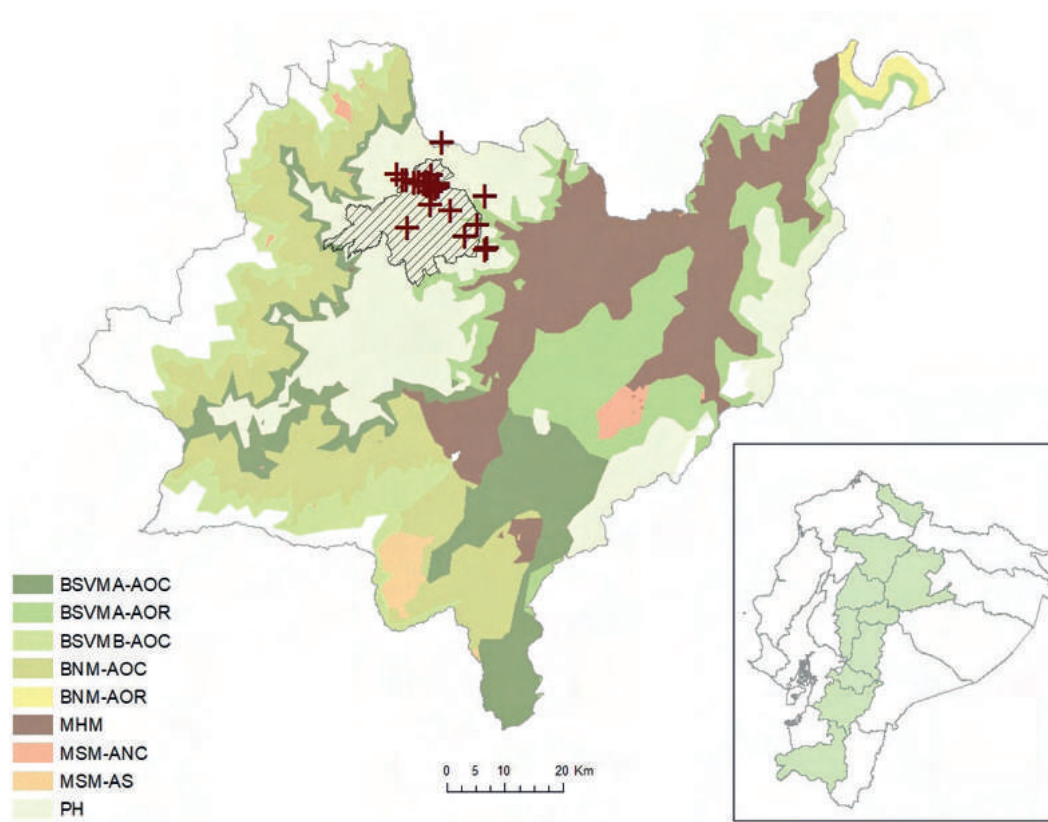 BSVMA-AOC
BSVMA-AOR
BSVMB-AOC
BNM-AOC
BNM-AOR
MHM
MSM-ANC
MSM-AS
PH
0 5 10 20 Km